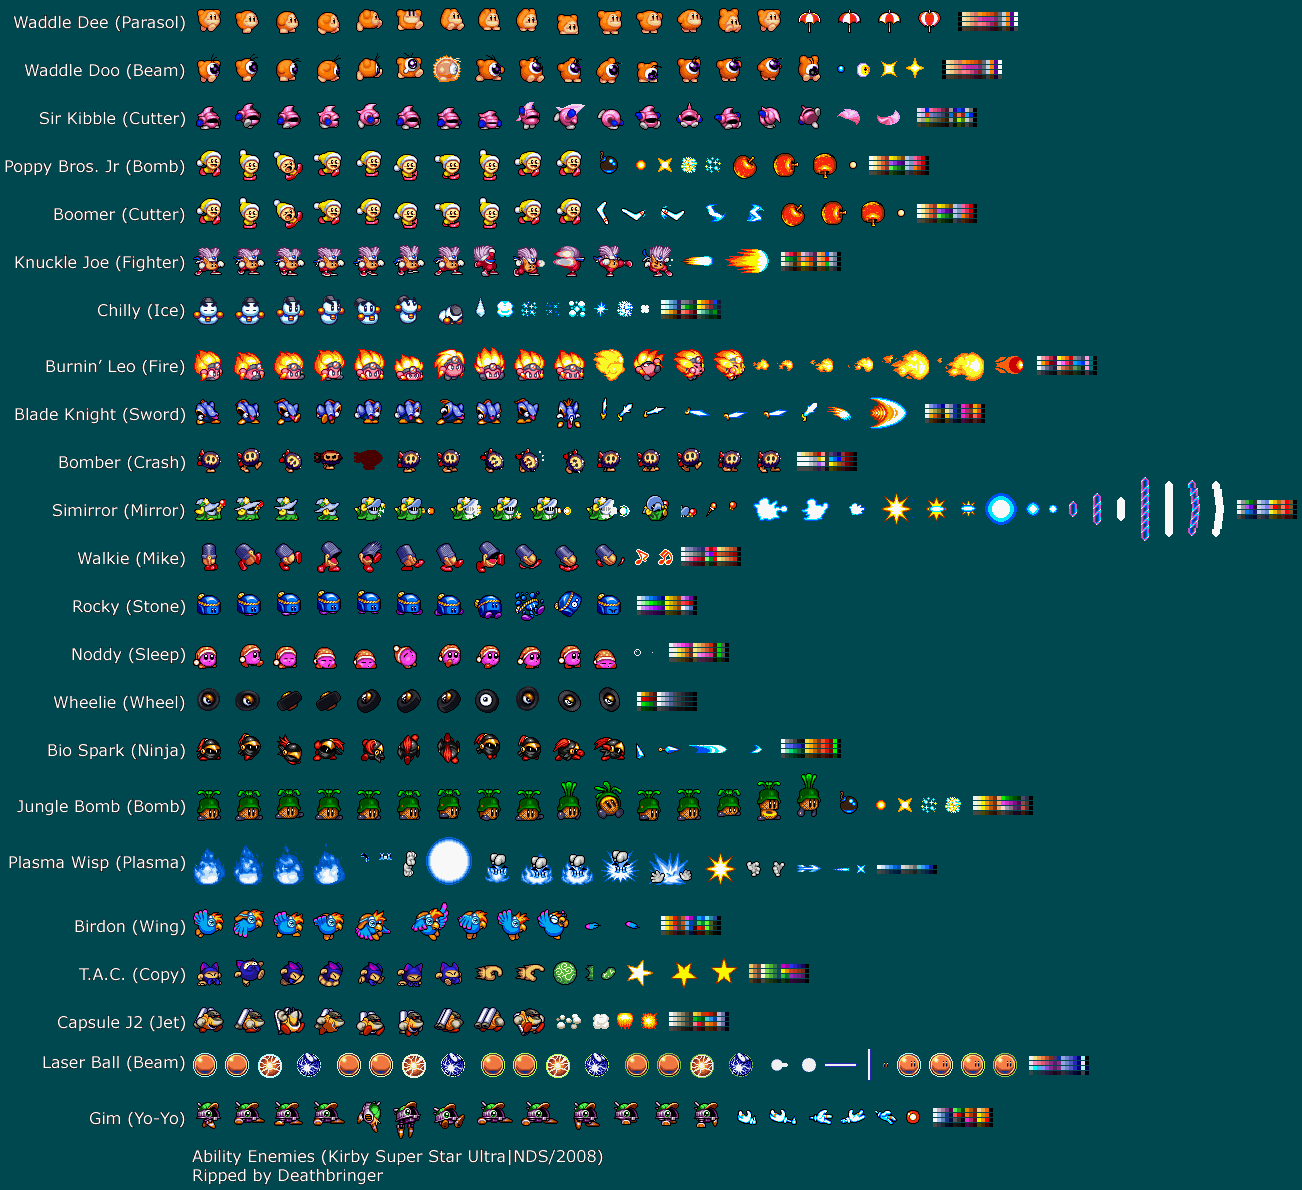 Waddle Dee (Parasol)
Waddle Doo (Beam)
Sir Kibble (Cutter)
Poppy Bros. Jr (Bomb)
Boomer (Cutter)
Knuckle Joe (Fighter)
Chilly (Ice)
Burnin’ Leo (Fire)
Blade Knight (Sword)
Bomber (Crash)
Simirror (Mirror)
Walkie (Mike)
Rocky (Stone)
Noddy (Sleep)
Wheelie (Wheel)
Bio Spark (Ninja)
Jungle Bomb (Bomb)
Plasma Wisp (Plasma)
Birdon (Wing)
T.A.C. (Copy)
Capsule J2 (Jet)
Laser Ball (Beam)
Gim (Yo-Yo)
Ability Enemies (Kirby Super Star Ultra|NDS/2008)
Ripped by Deathbringer